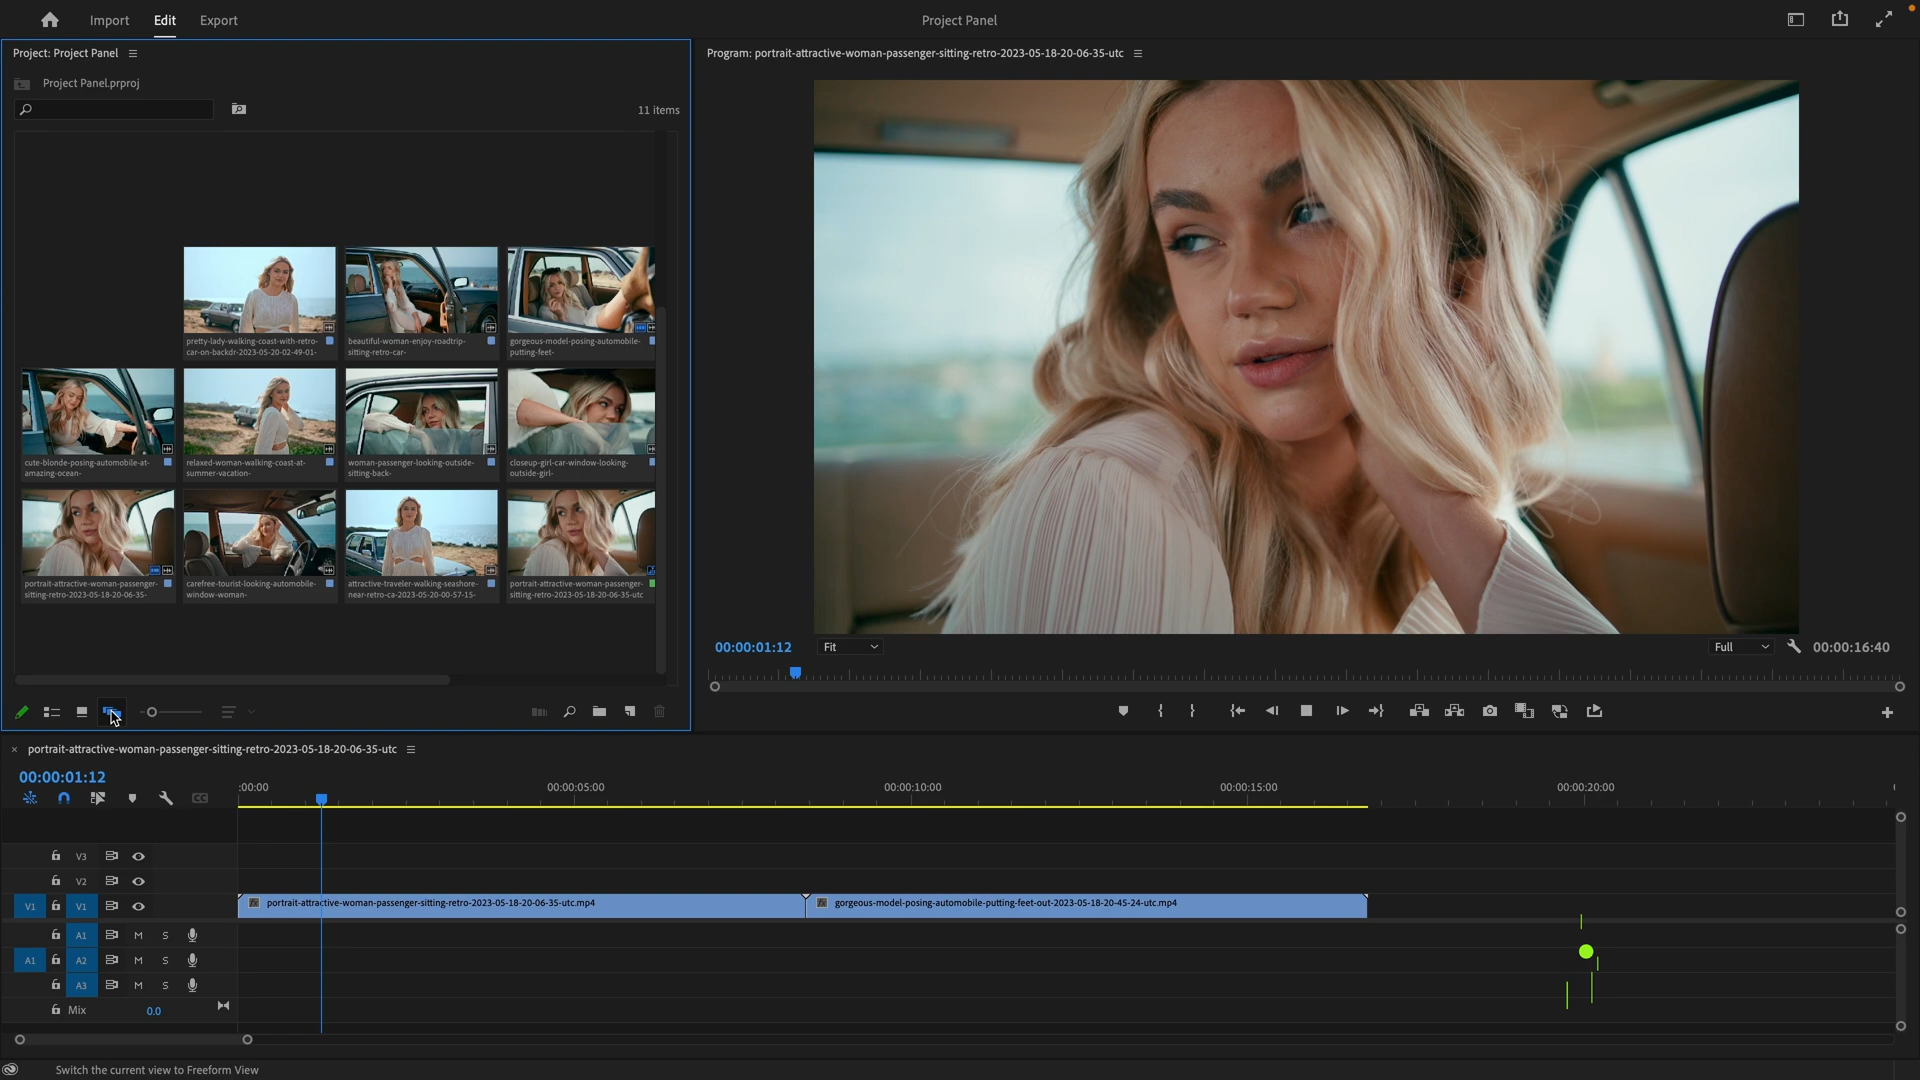 Import
Edit
Export
Project Panel
Project: Project Panel
Program: portrait-attractive-woman-passenger-sitting-retro-2023-05-18-20-06-35-utc
Project Panel.prproj
11 items
pretty-lady-walking-coast-with-retro-
car-on-backdr-2023-05-20-02-49-01-
beautiful-woman-enjoy-roadtrip-
sitting-retro-car-
gorgeous-model-posing-automobile-
putting-feet-
cute-blonde-posing-automobile-at-
amazing-ocean-
relaxed-woman-walking-coast-at-
summer-vacation-
woman-passenger-looking-outside-
sitting-back-
closeup-girl-car-window-looking-
outside-girl-
portrait-attractive-woman-passenger-
sitting-retro-2023-05-18-20-06-35-
carefree-tourist-looking-automobile-
window-woman-
attractive-traveler-walking-seashore-
near-retro-ca-2023-05-20-00-57-15-
portrait-attractive-woman-passenger-
sitting-retro-2023-05-18-20-06-35-utc
00:00:01:12
Fit
Full
00:00:16:40
portrait-attractive-woman-passenger-sitting-retro-2023-05-18-20-06-35-utc
00:00:01:12
:00:00
00:00:05:00
00:00:10:00
00:00:15:00
00:00:20:00
CC
V3
V2
V1
V1
portrait-attractive-woman-passenger-sitting-retro-2023-05-18-20-06-35-utc.mp4
gorgeous-model-posing-automobile-putting-feet-out-2023-05-18-20-45-24-utc.mp4
A1
M
S
A1
A2
M
S
A3
M
S
Mix
0.0
Switch the current view to Freeform View